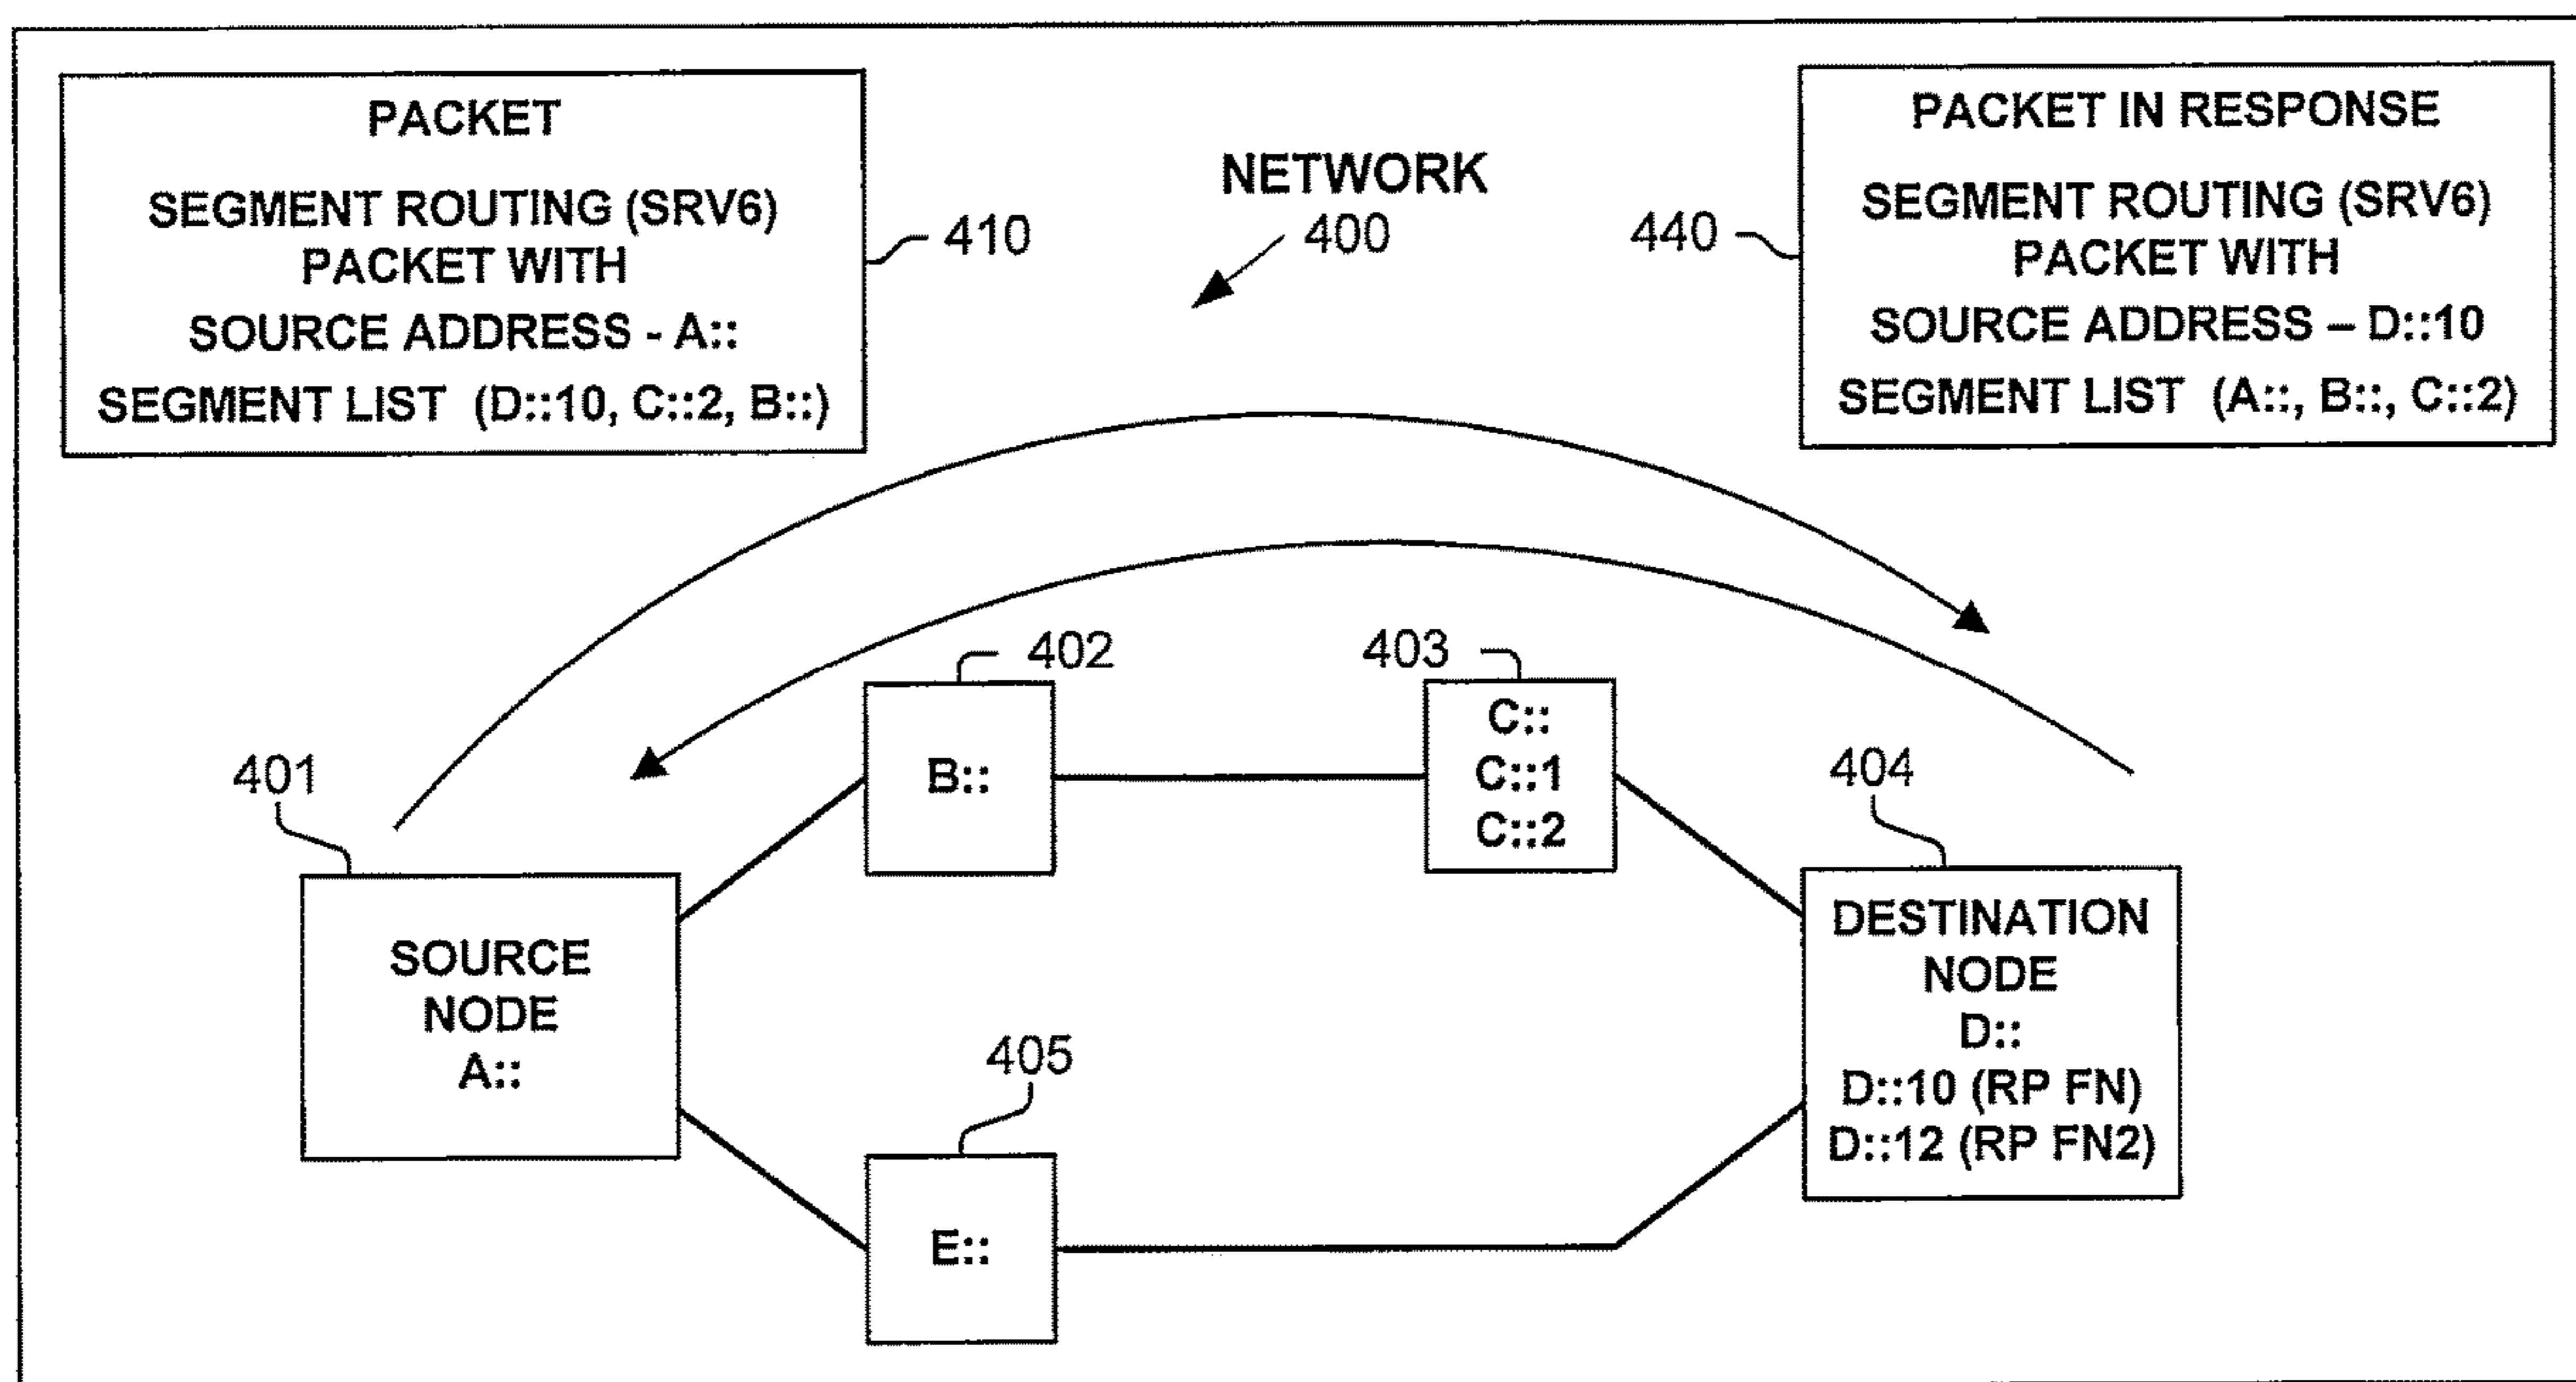 PACKET
SEGMENT ROUTING (SRV6)
PACKET WITH
SOURCE ADDRESS - A::
SEGMENT LIST (D::10, C::2, B::)
410
NETWORK
400
440
PACKET IN RESPONSE
SEGMENT ROUTING (SRV6)
PACKET WITH
SOURCE ADDRESS – D::10
SEGMENT LIST (A::, B::, C::2)
402
B::
403
C::
C::1
C::2
401
SOURCE
NODE
A::
404
DESTINATION
NODE
D::
D::10 (RP FN)
D::12 (RP FN2)
405
E::